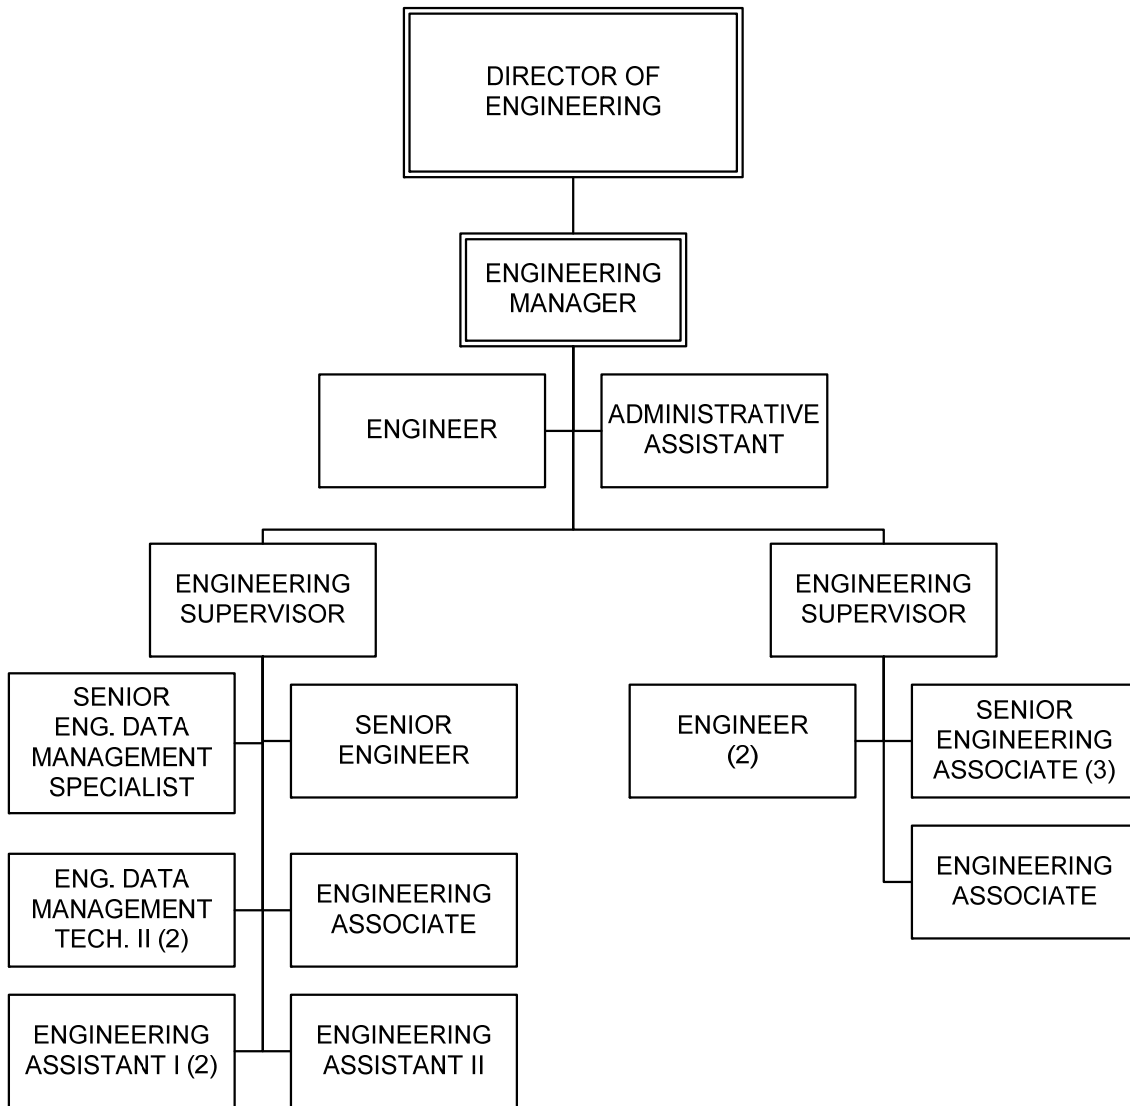 DIRECTOR OF
ENGINEERING
ENGINEERING
MANAGER
ENGINEER
ADMINISTRATIVE
ASSISTANT
ENGINEERING
SUPERVISOR
ENGINEERING
SUPERVISOR
SENIOR
ENG. DATA
MANAGEMENT
SPECIALIST
SENIOR
ENGINEER
ENGINEER
(2)
SENIOR
ENGINEERING
ASSOCIATE (3)
ENG. DATA
MANAGEMENT
TECH. II (2)
ENGINEERING
ASSOCIATE
ENGINEERING
ASSOCIATE
ENGINEERING
ASSISTANT I (2)
ENGINEERING
ASSISTANT II